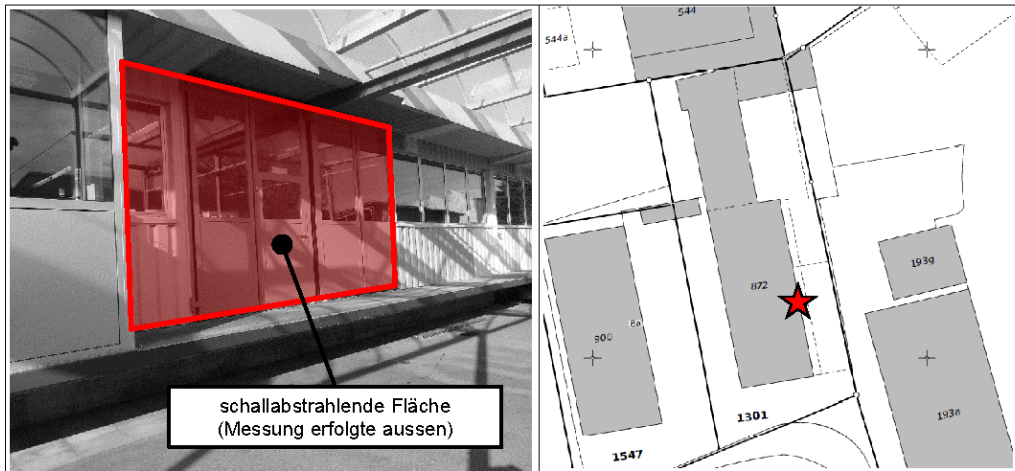 schallabstrahlende Fläche
(Messung erfolgte aussen)
544
544a
872
193g
900
8a
1301
193a
1547